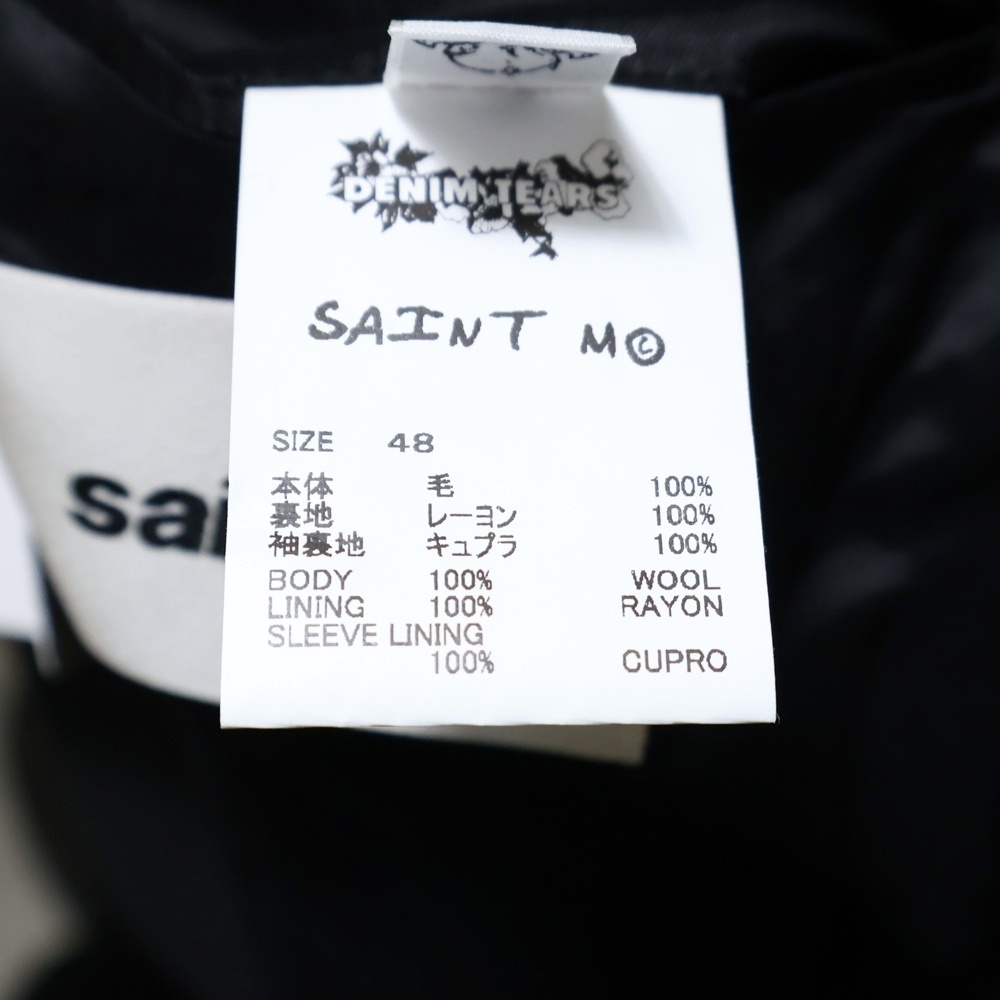 DENIM TEARS
SAINT M©
SIZE 48
本体 毛 100%
裏地 レーヨン 100%
袖裏地 キュプラ 100%
BODY 100% WOOL
LINING 100% RAYON
SLEEVE LINING
100% CUPRO
sai